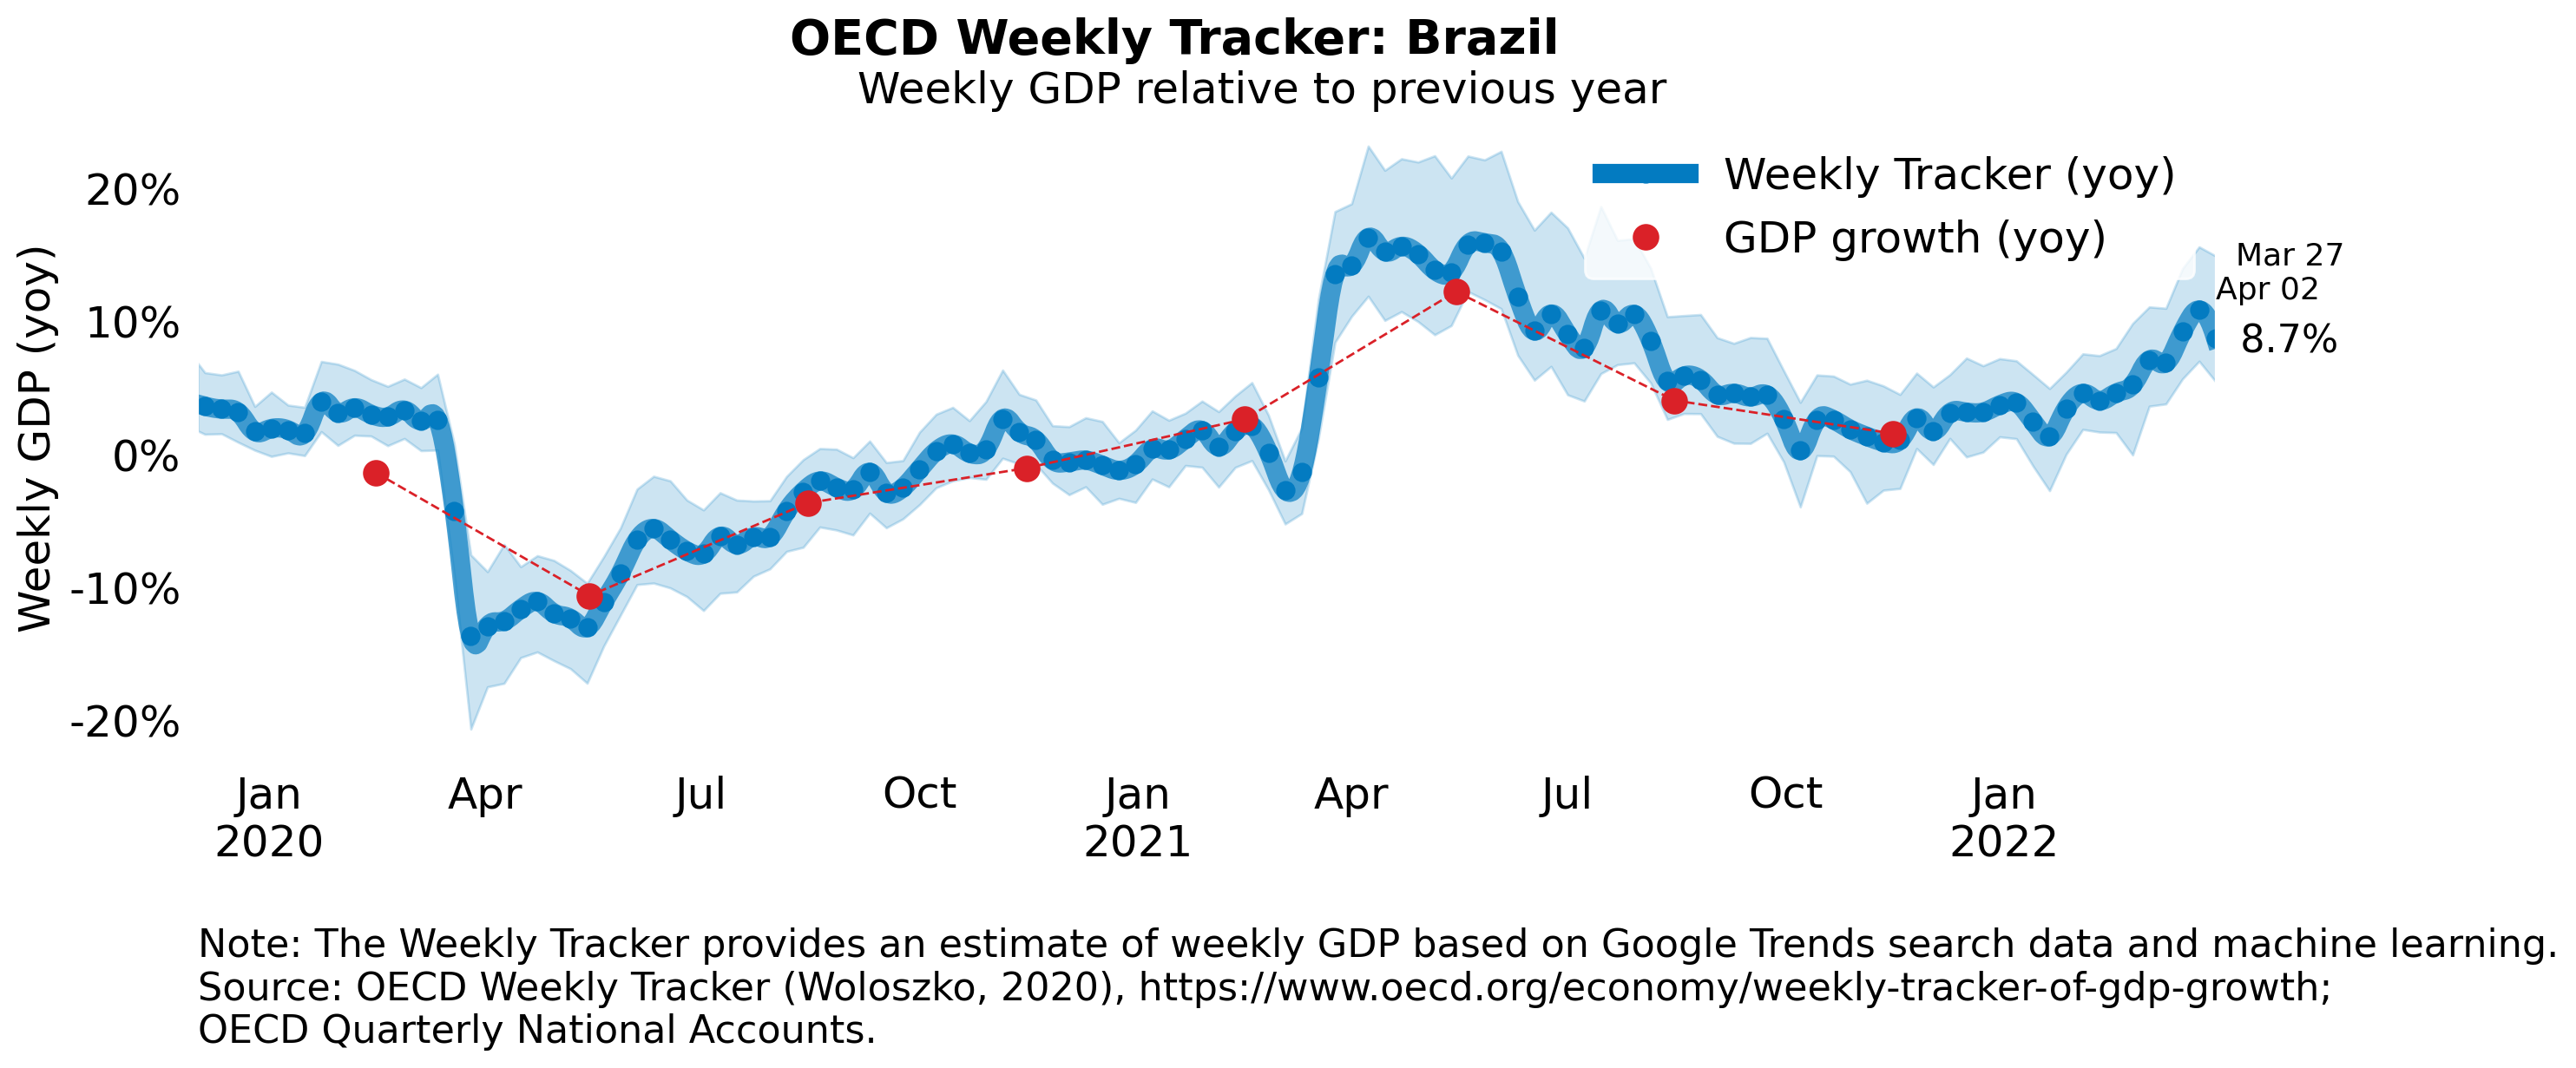 OECD Weekly Tracker: Brazil
Weekly GDP relative to previous year
Weekly GDP (yoy)
20%
10%
0%
-10%
-20%
Weekly Tracker (yoy)
GDP growth (yoy)
Mar 27
Apr 02
8.7%
Jan Apr Jul Oct Jan Apr Jul Oct Jan
2020 2021 2022
Note: The Weekly Tracker provides an estimate of weekly GDP based on Google Trends search data and machine learning.
Source: OECD Weekly Tracker (Woloszko, 2020), https://www.oecd.org/economy/weekly-tracker-of-gdp-growth;
OECD Quarterly National Accounts.